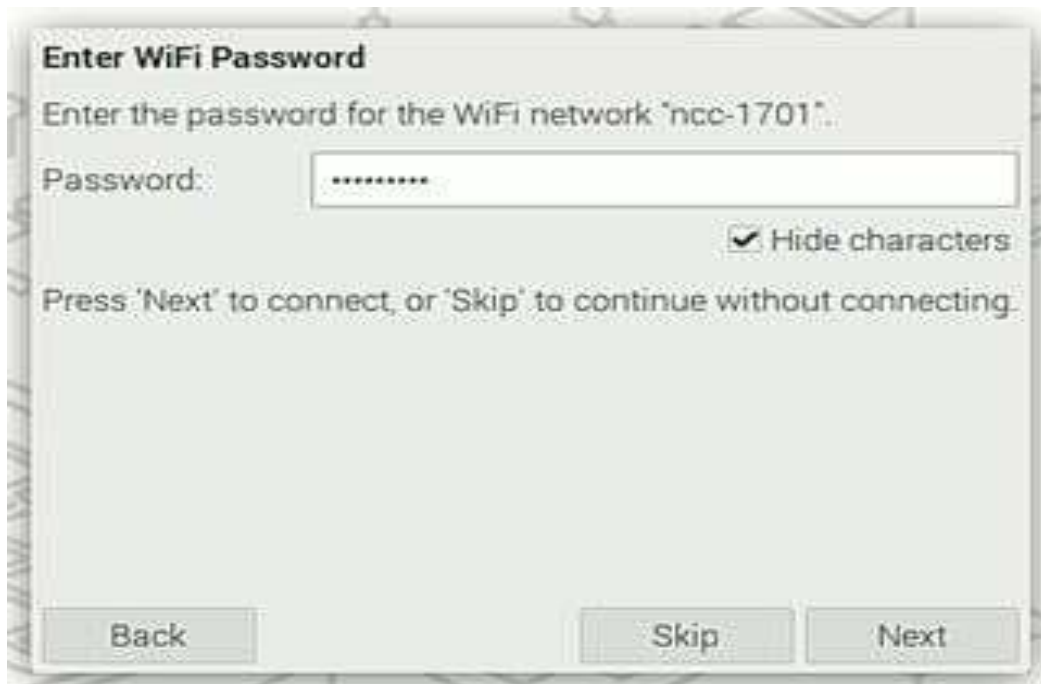 Enter WiFi Password
Enter the password for the WiFi network "ncc-1701".
Password: •••••••••
Hide characters
Press 'Next' to connect, or 'Skip' to continue without connecting.
Back Skip Next